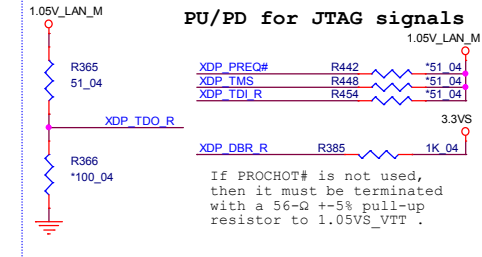 1.05V_LAN_M
PU/PD for JTAG signals
1.05V_LAN_M
R365
51_04
XDP_PREQ# R442 *51_04
XDP_TMS R448 *51_04
XDP_TDI_R R454 *51_04
XDP_TDO_R
3.3VS
R366
*100_04
XDP_DBR_R R385 1K_04
If PROCHOT# is not used,
then it must be terminated
with a 56-Ω +-5% pull-up
resistor to 1.05VS_VTT .